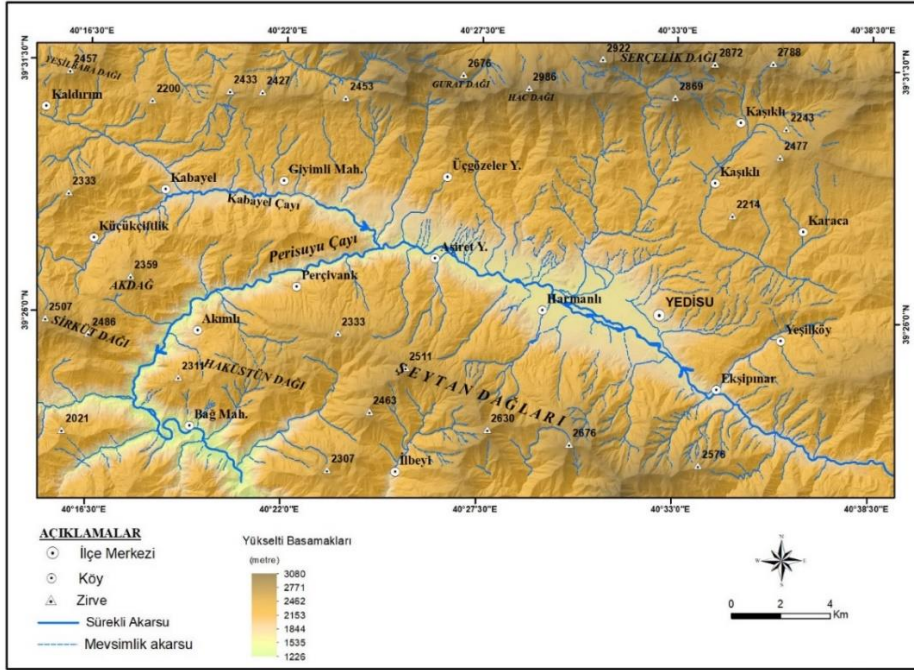 40°16'30"E 40°22'0"E 40°27'30"E 40°33'0"E 40°38'30"E
39°31'0"N
39°31'0"N
2457
YEŞİLBABA DAĞI
2200
2433
2427
2453
2676
GURAT DAĞI
2986
HAÇ DAĞI
2922
SERÇELİK DAĞI
2872
2788
2869
Kaldırım
Kaşıklı
2243
2477
Kabayel
Giyimli Mah.
Üçgözeler Y.
Kaşıklı
2333
Kabayel Çayı
2214
Karaca
Küçükçiftlik
Perisuyu Çayı
Aşiret Y.
2359
AKDAĞ
Perçivank
2507
2486
SİRKUT DAĞI
Akımlı
2333
Harmanlı
YEDİSU
39°26'0"N
39°26'0"N
Yeşilköy
2311
HAKÜSTÜN DAĞI
2511
ŞEYTAN DAĞLARI
Ekşipınar
2021
Bağ Mah.
2463
2630
2676
2307
İlbeyi
2576
40°16'30"E 40°22'0"E 40°27'30"E 40°33'0"E 40°38'30"E
AÇIKLAMALAR
İlçe Merkezi
Köy
Zirve
Sürekli Akarsu
Mevsimlik akarsu
Yükselti Basamakları
(metre)
3080
2771
2462
2153
1844
1535
1226
0 2 4
Km